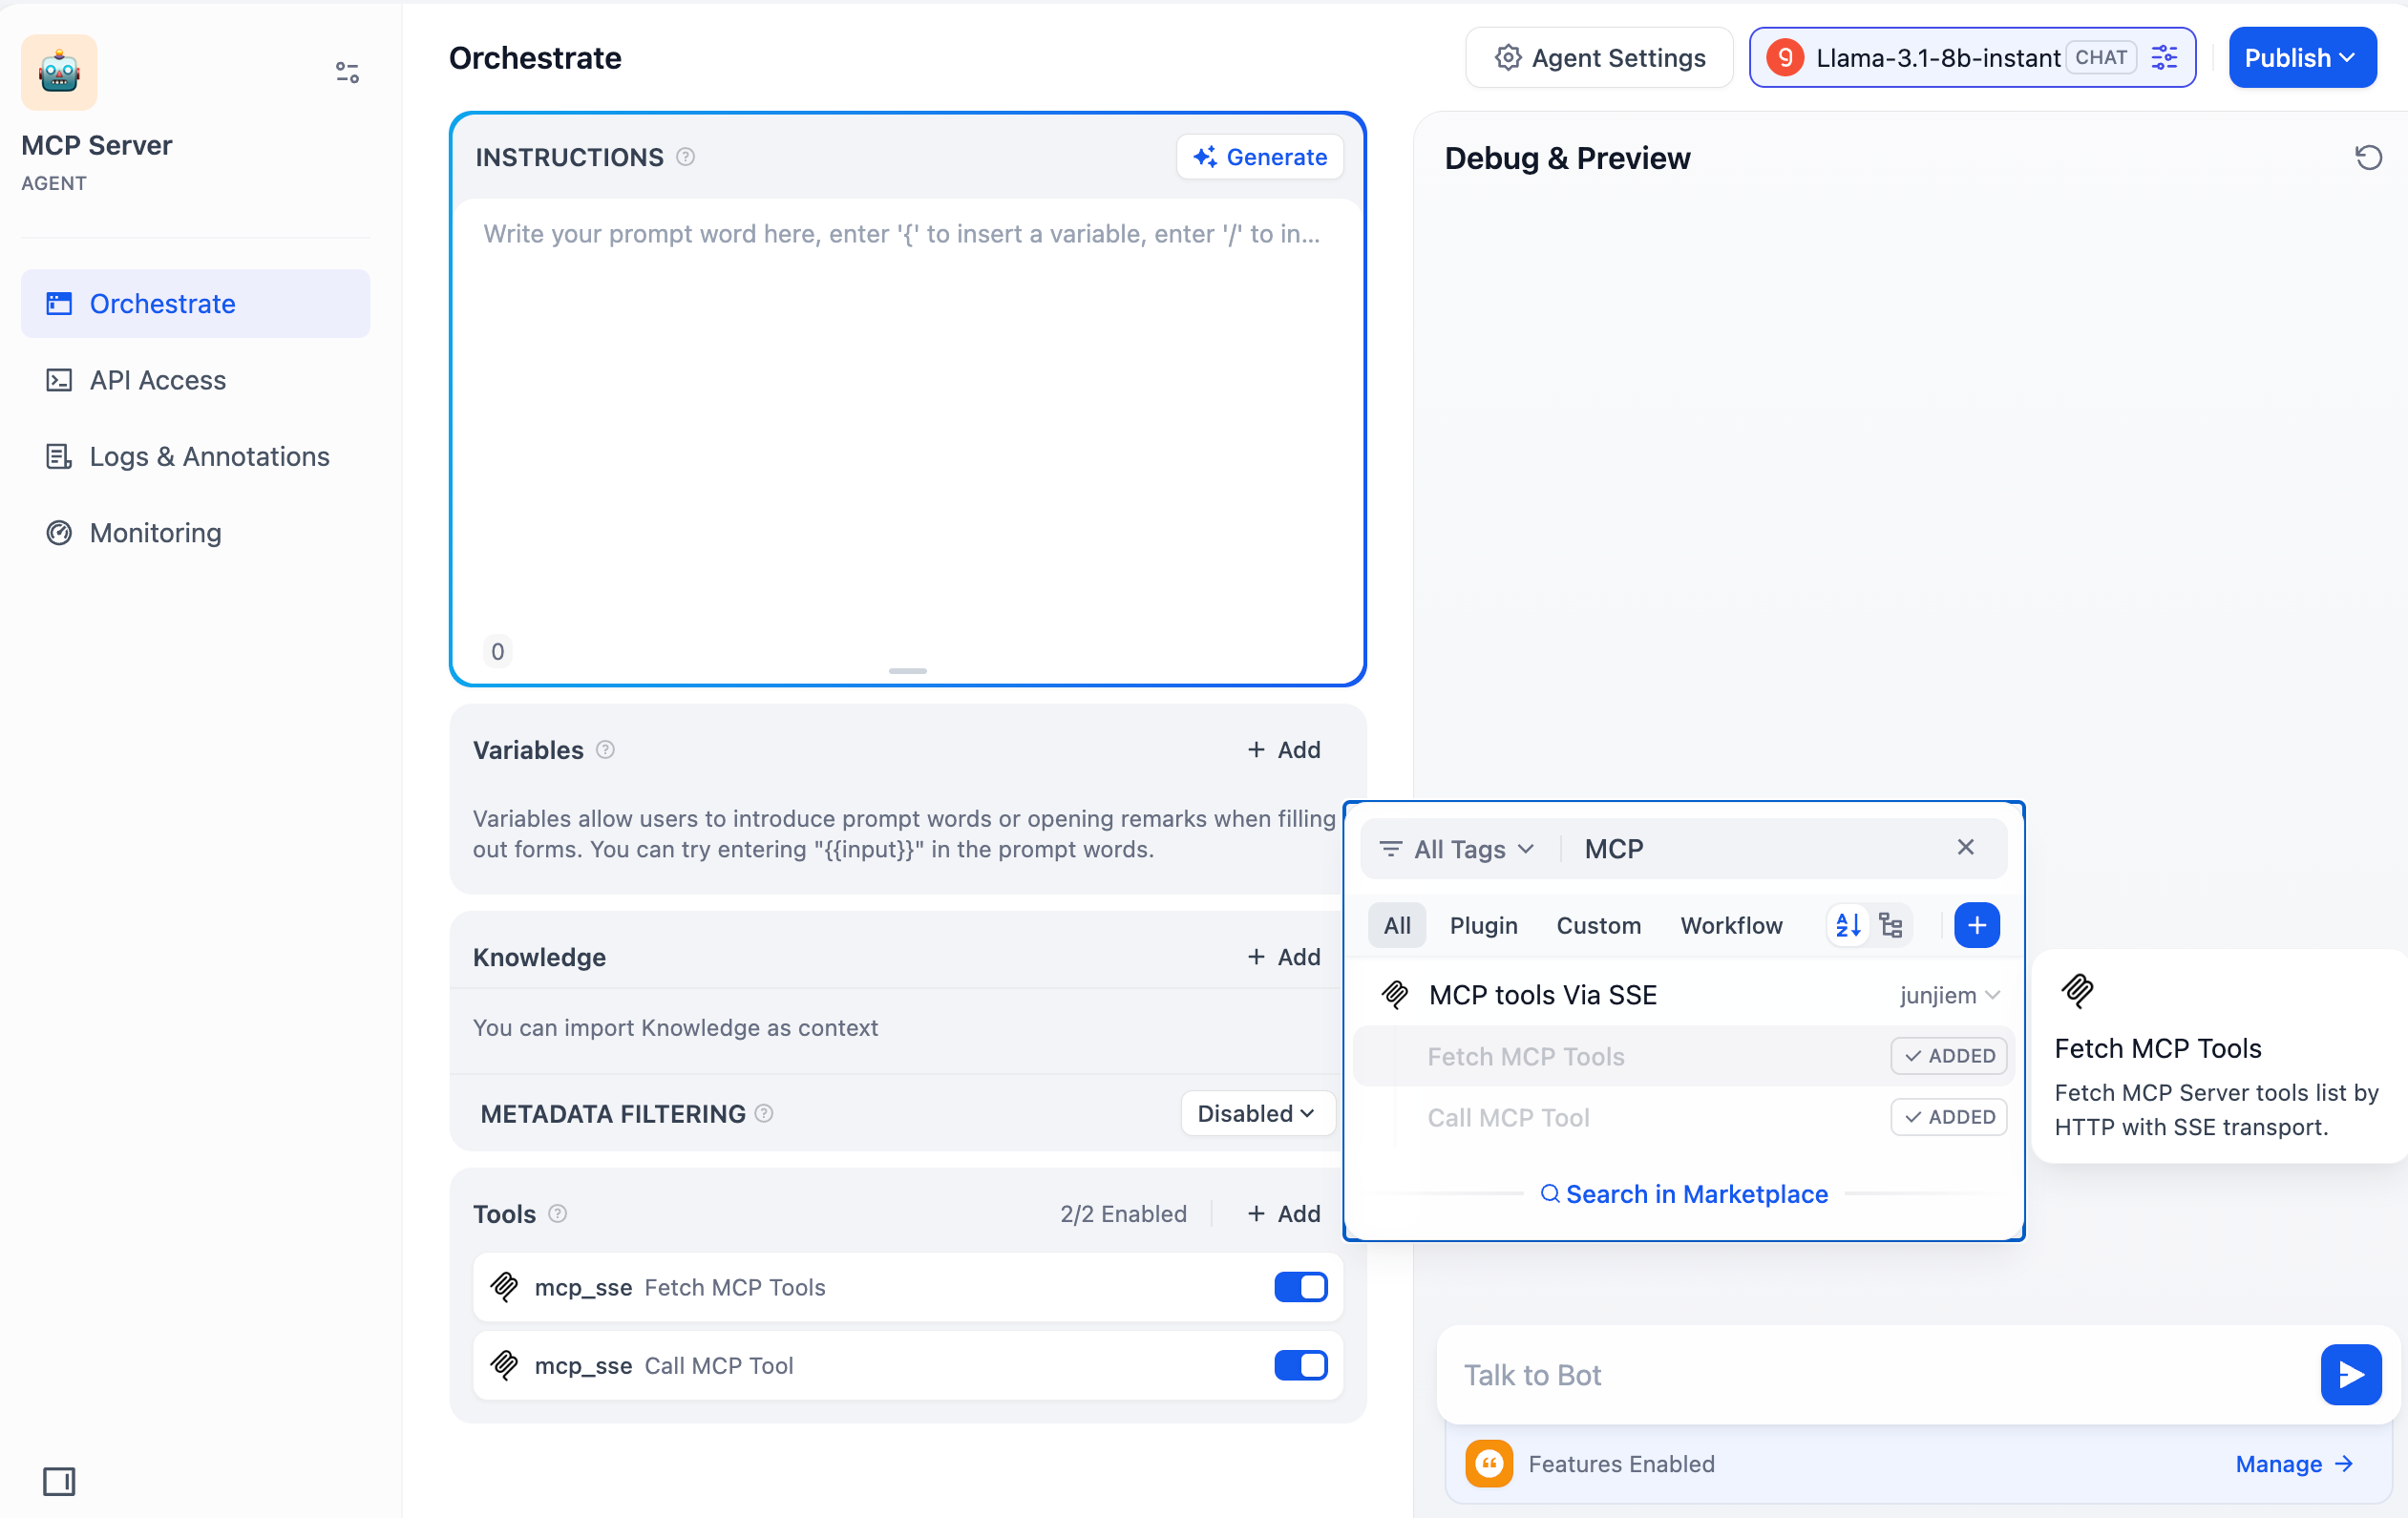 MCP Server
AGENT
Orchestrate
API Access
Logs & Annotations
Monitoring
Orchestrate
Agent Settings
Llama-3.1-8b-instant CHAT
Publish
INSTRUCTIONS
Generate
Write your prompt word here, enter '{' to insert a variable, enter '/' to in...
0
Variables
+ Add
Variables allow users to introduce prompt words or opening remarks when filling
out forms. You can try entering "{{input}}" in the prompt words.
Knowledge
+ Add
You can import Knowledge as context
METADATA FILTERING
Disabled
Tools
2/2 Enabled
+ Add
mcp_sse Fetch MCP Tools
mcp_sse Call MCP Tool
Debug & Preview
All Tags
MCP
All
Plugin
Custom
Workflow
MCP tools Via SSE
junjiem
Fetch MCP Tools
ADDED
Call MCP Tool
ADDED
Search in Marketplace
Fetch MCP Tools
Fetch MCP Server tools list by
HTTP with SSE transport.
Talk to Bot
Features Enabled
Manage